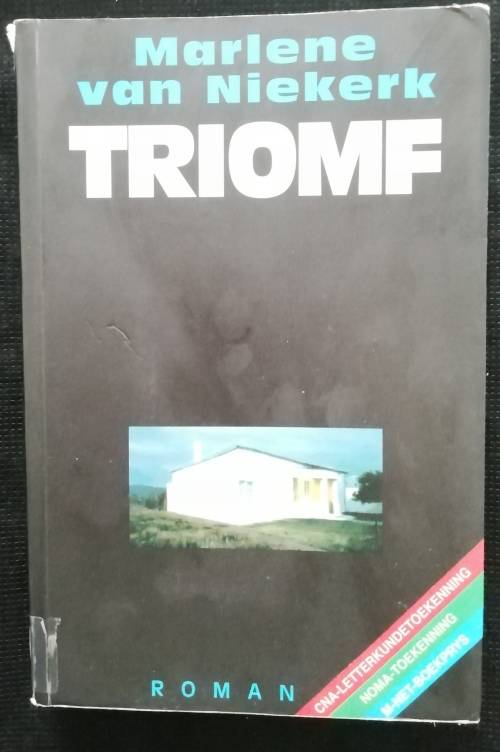 Marlene
van Niekerk
TRIOMF
CNA-LETTERKUNDETOEKENNING
NOMA-TOEKENNING
M-NET-BOEKPRYS
ROMAN